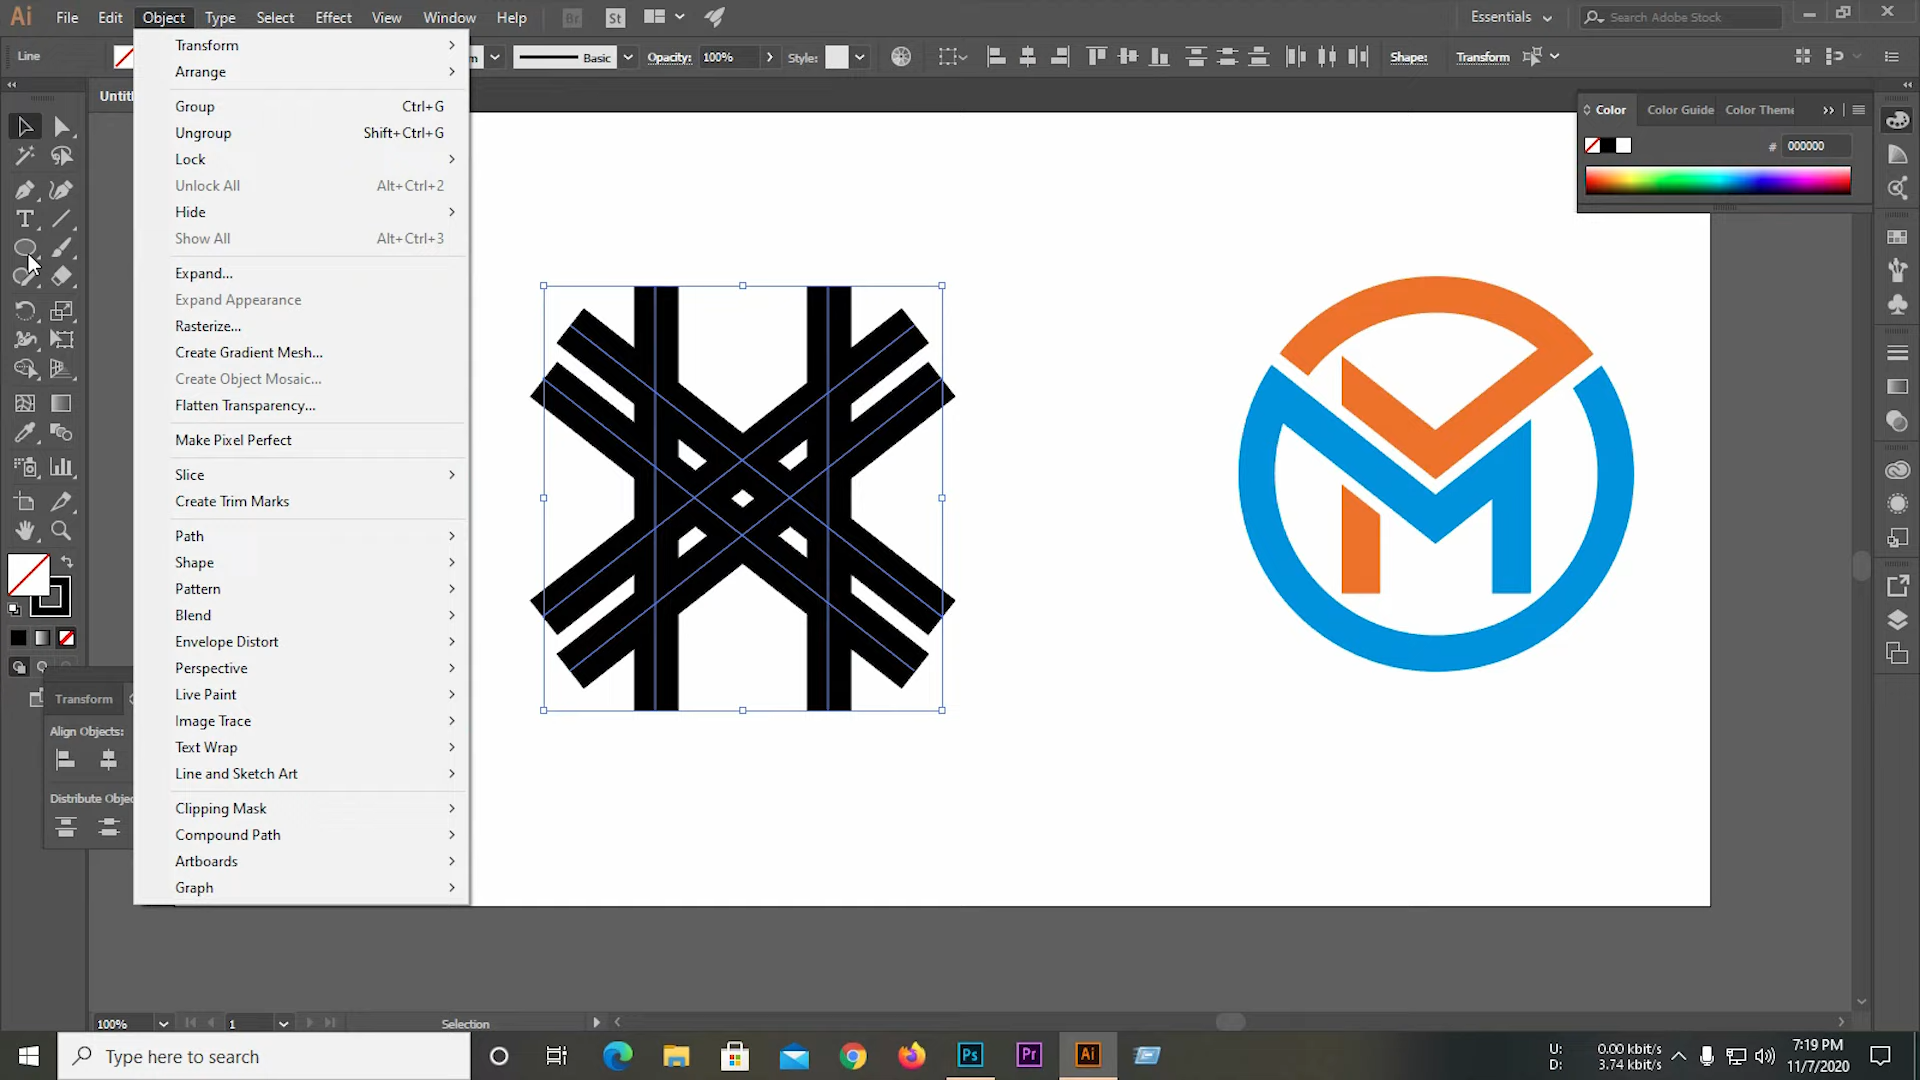 Ai File Edit Object Type Select Effect View Window Help Br St Essentials Search Adobe Stock
Line Basic Opacity: 100% Style: Shape: Transform
Color Color Guide Color Theme
# 000000
Transform
Arrange
Group Ctrl+G
Ungroup Shift+Ctrl+G
Lock
Unlock All Alt+Ctrl+2
Hide
Show All Alt+Ctrl+3
Expand...
Expand Appearance
Rasterize...
Create Gradient Mesh...
Create Object Mosaic...
Flatten Transparency...
Make Pixel Perfect
Slice
Create Trim Marks
Path
Shape
Pattern
Blend
Envelope Distort
Perspective
Live Paint
Image Trace
Text Wrap
Line and Sketch Art
Clipping Mask
Compound Path
Artboards
Graph
Transform
Align Objects:
M
100% 1 Selection
Type here to search
Ps Pr Ai
U: 0.00 kbit/s
D: 3.74 kbit/s
7:19 PM
11/7/2020